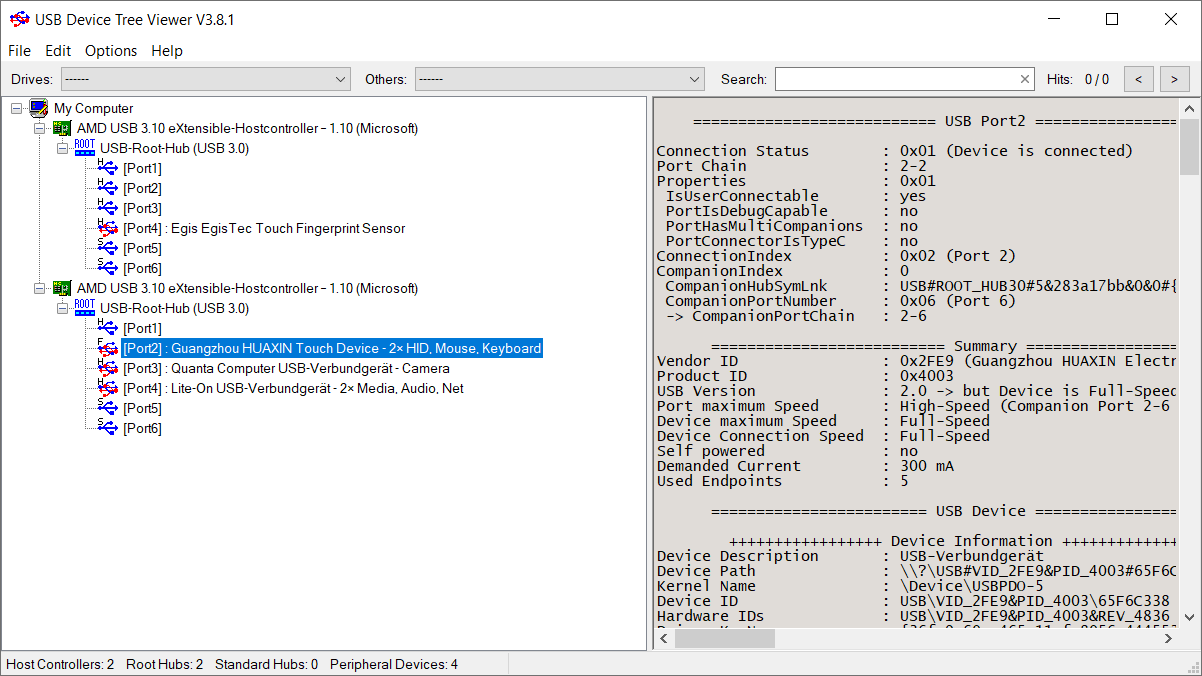 USB Device Tree Viewer V3.8.1
File Edit Options Help
Drives: ------ Others: ------ Search: Hits: 0 / 0 < >
My Computer
AMD USB 3.10 eXtensible-Hostcontroller – 1.10 (Microsoft)
ROOT USB-Root-Hub (USB 3.0)
H [Port1]
H [Port2]
H [Port3]
H [Port4] : Egis EgisTec Touch Fingerprint Sensor
S [Port5]
S [Port6]
AMD USB 3.10 eXtensible-Hostcontroller – 1.10 (Microsoft)
ROOT USB-Root-Hub (USB 3.0)
H [Port1]
F [Port2] : Guangzhou HUAXIN Touch Device - 2× HID, Mouse, Keyboard
H [Port3] : Quanta Computer USB-Verbundgerät - Camera
H [Port4] : Lite-On USB-Verbundgerät - 2× Media, Audio, Net
S [Port5]
S [Port6]
=========================== USB Port2 ================
Connection Status : 0x01 (Device is connected)
Port Chain : 2-2
Properties : 0x01
IsUserConnectable : yes
PortIsDebugCapable : no
PortHasMultiCompanions : no
PortConnectorIsTypeC : no
ConnectionIndex : 0x02 (Port 2)
CompanionIndex : 0
CompanionHubSymLnk : USB#ROOT_HUB30#5&283a17bb&0&0#{
CompanionPortNumber : 0x06 (Port 6)
-> CompanionPortChain : 2-6
========================== Summary =================
Vendor ID : 0x2FE9 (Guangzhou HUAXIN Electr
Product ID : 0x4003
USB Version : 2.0 -> but Device is Full-Speed
Port maximum Speed : High-Speed (Companion Port 2-6
Device maximum Speed : Full-Speed
Device Connection Speed : Full-Speed
Self powered : no
Demanded Current : 300 mA
Used Endpoints : 5
======================== USB Device ================
+++++++++++++++++ Device Information +++++++++++++
Device Description : USB-Verbundgerät
Device Path : \\?\USB#VID_2FE9&PID_4003#65F6C
Kernel Name : \Device\USBPDO-5
Device ID : USB\VID_2FE9&PID_4003\65F6C338
Hardware IDs : USB\VID_2FE9&PID_4003&REV_4836
Host Controllers: 2 Root Hubs: 2 Standard Hubs: 0 Peripheral Devices: 4